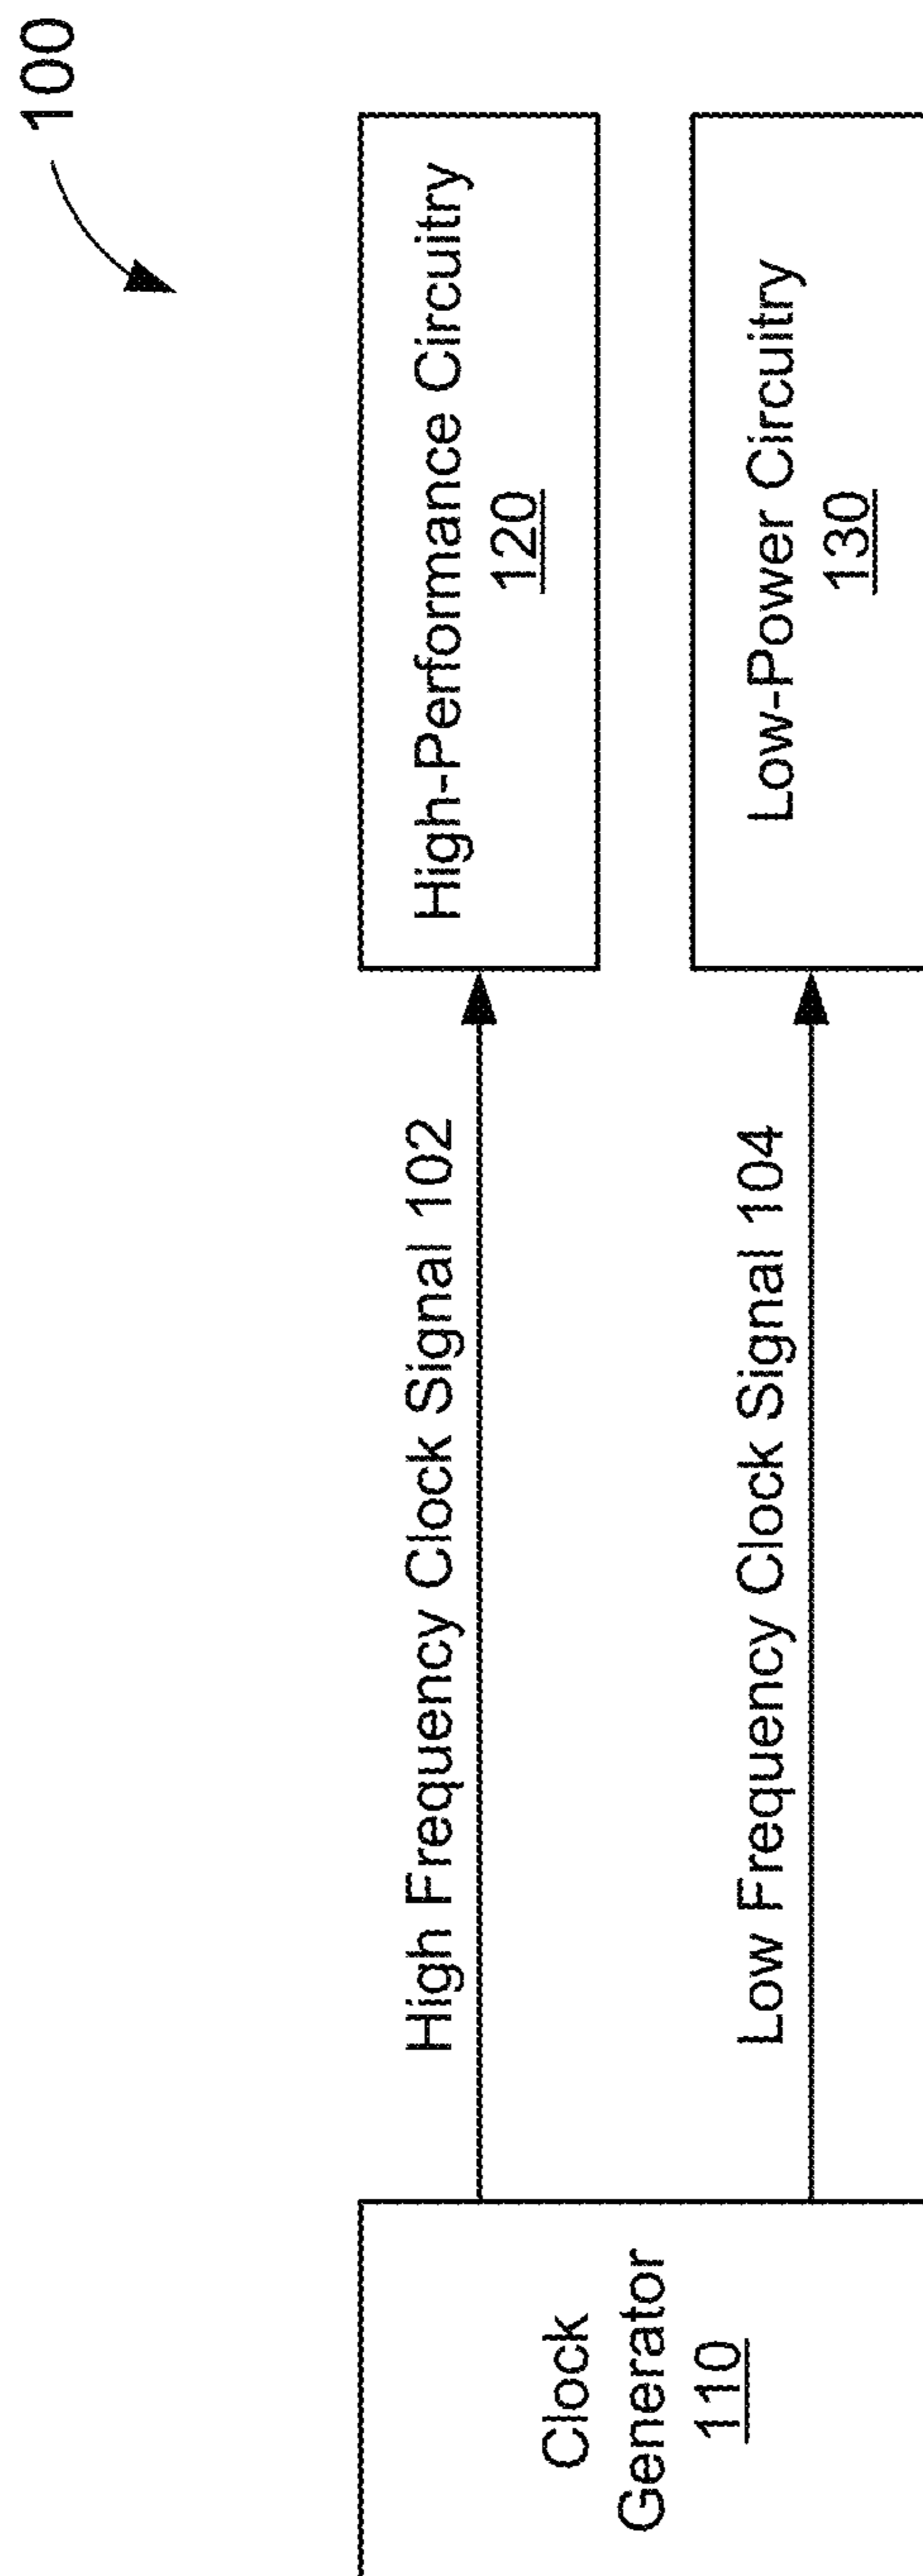 100
High-Performance Circuitry
120
High Frequency Clock Signal 102
Low-Power Circuitry
130
Low Frequency Clock Signal 104
Clock
Generator
110